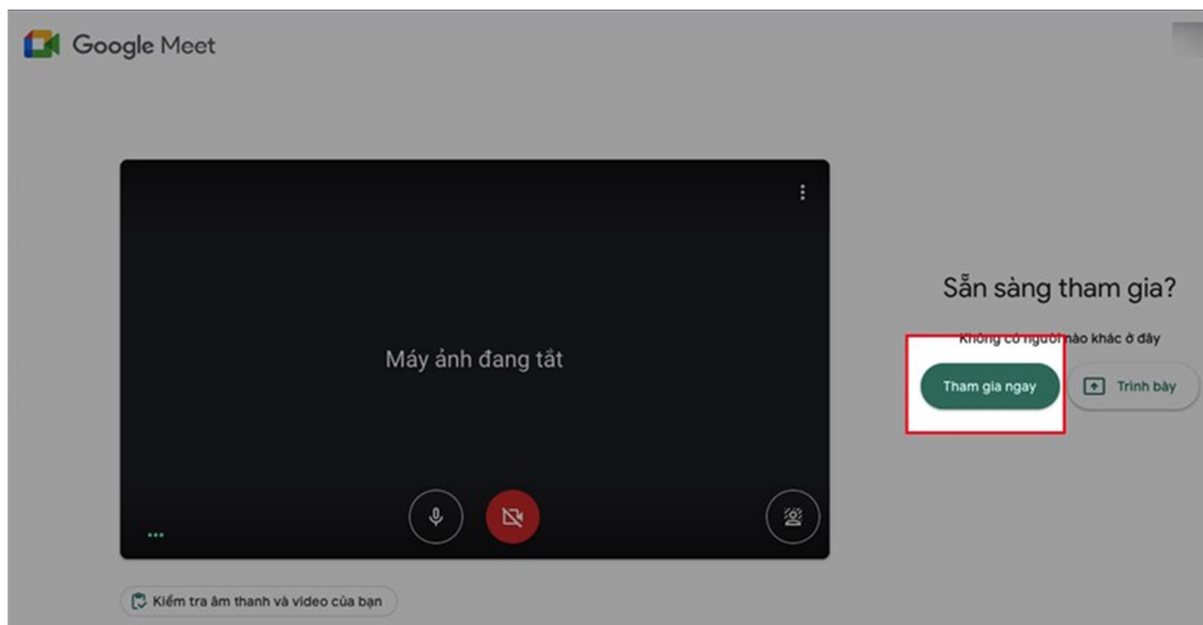 Google Meet
Máy ảnh đang tắt
Sẵn sàng tham gia?
Không có người nào khác ở đây
Tham gia ngay
Trình bày
Kiểm tra âm thanh và video của bạn